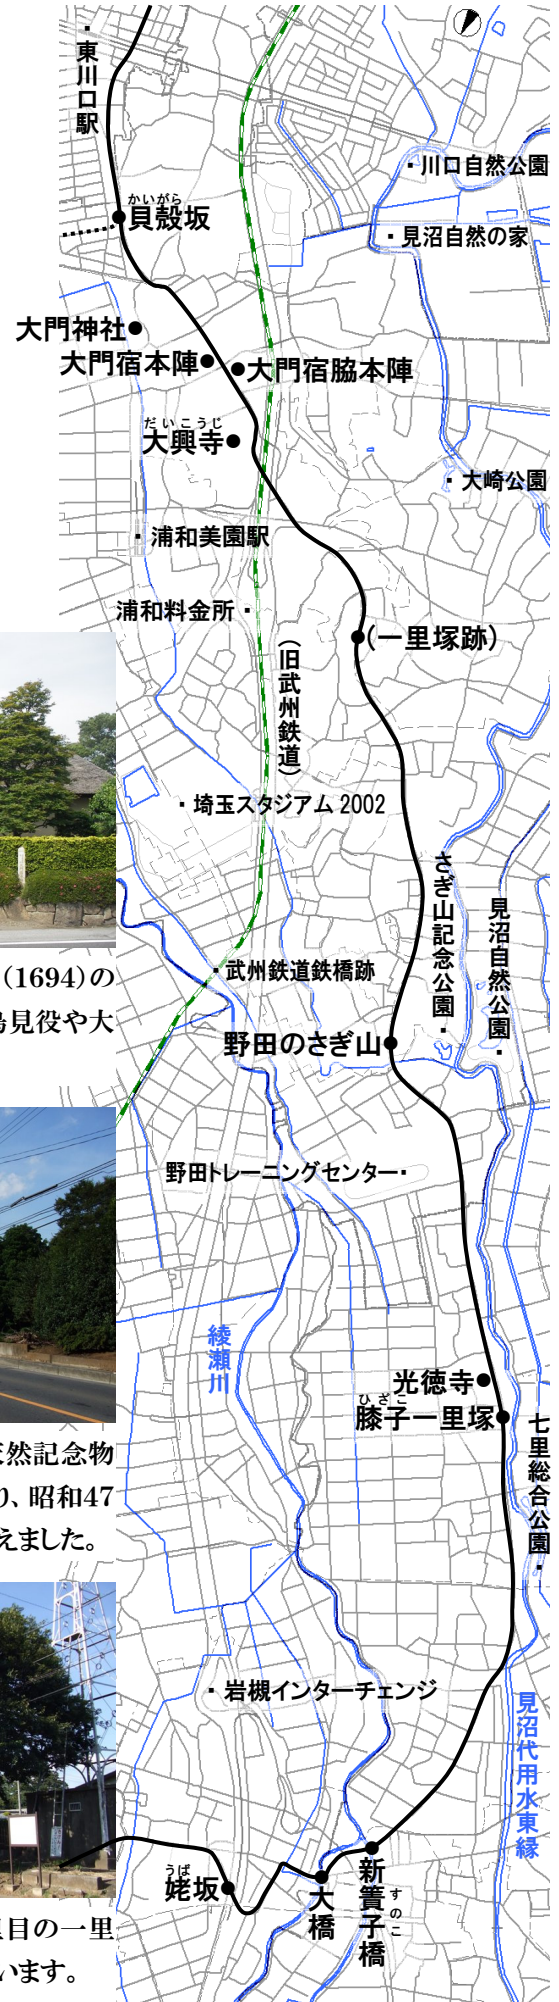 ・東川口駅
・川口自然公園
かいがら
貝殻坂
・見沼自然の家
大門神社
大門宿本陣
大門宿脇本陣
だいこうじ
大興寺
・大崎公園
・浦和美園駅
浦和料金所・
(一里塚跡)
(旧武州鉄道)
・埼玉スタジアム2002
さぎ山記念公園・
見沼自然公園・
(1694)の
鳥見役や大
・武州鉄道鉄橋跡
野田のさぎ山
野田トレーニングセンター・
綾瀬川
光徳寺
ひざこ
膝子一里塚
七里総合公園・
天然記念物
り、昭和47
えました。
・岩槻インターチェンジ
見沼代用水東縁
うば
姥坂
大橋
新簀子橋
すのこ
里目の一里
います。